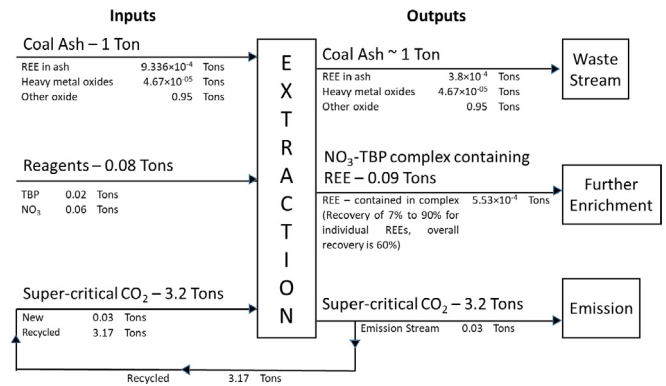 Inputs
Outputs
Coal Ash – 1 Ton
REE in ash 9.336×10⁻⁴ Tons
Heavy metal oxides 4.67×10⁻⁰⁵ Tons
Other oxide 0.95 Tons
Reagents – 0.08 Tons
TBP 0.02 Tons
NO₃ 0.06 Tons
Super-critical CO₂ – 3.2 Tons
New 0.03 Tons
Recycled 3.17 Tons
Recycled 3.17 Tons
E
X
T
R
A
C
T
I
O
N
Coal Ash ~ 1 Ton
REE in ash 3.8×10⁻⁴ Tons
Heavy metal oxides 4.67×10⁻⁰⁵ Tons
Other oxide 0.95 Tons
Waste
Stream
NO₃-TBP complex containing
REE – 0.09 Tons
REE – contained in complex 5.53×10⁻⁴ Tons
(Recovery of 7% to 90% for
individual REEs, overall
recovery is 60%)
Further
Enrichment
Super-critical CO₂ – 3.2 Tons
Emission Stream 0.03 Tons
Emission